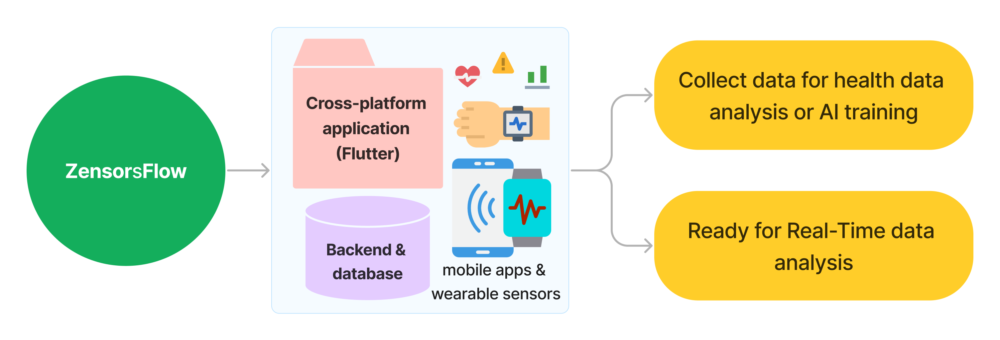 ZensorsFlow
Cross-platform
application
(Flutter)
Backend &
database
mobile apps &
wearable sensors
Collect data for health data
analysis or AI training
Ready for Real-Time data
analysis